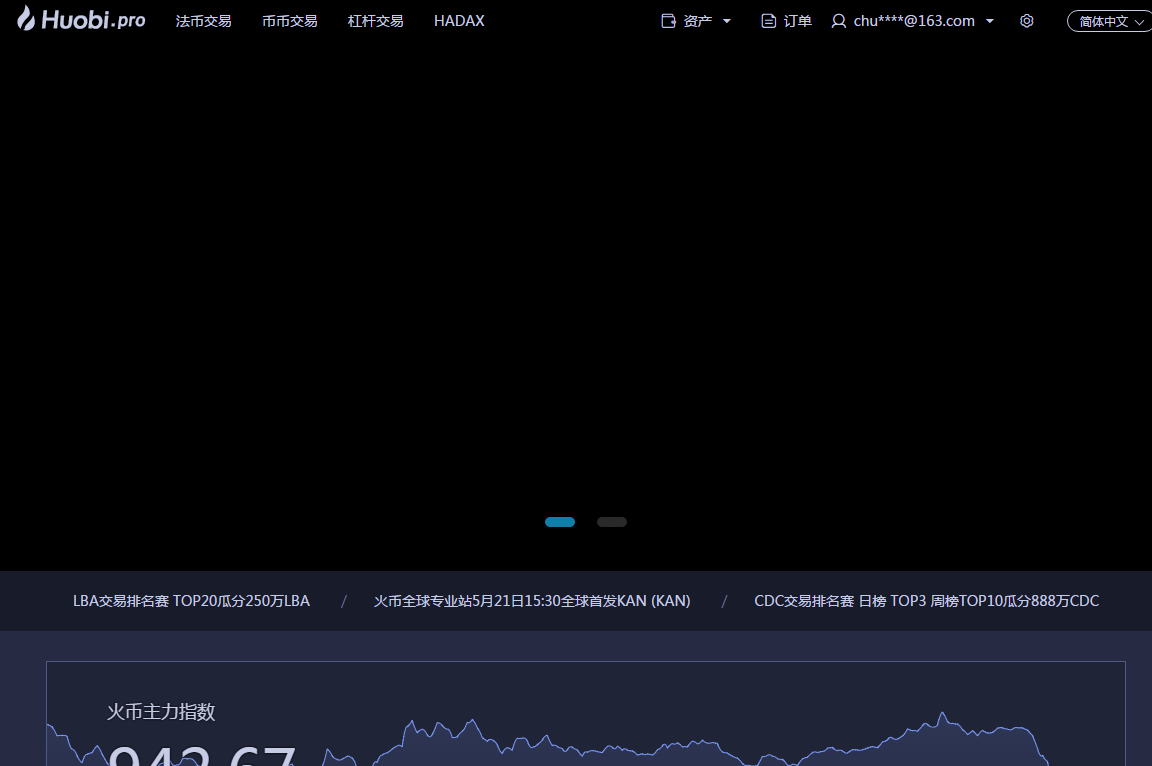 Huobi.pro 法币交易 币币交易 杠杆交易 HADAX 资产 订单 chu****@163.com 简体中文
LBA交易排名赛 TOP20瓜分250万LBA / 火币全球专业站5月21日15:30全球首发KAN (KAN) / CDC交易排名赛 日榜 TOP3 周榜TOP10瓜分888万CDC
火币主力指数
942.67